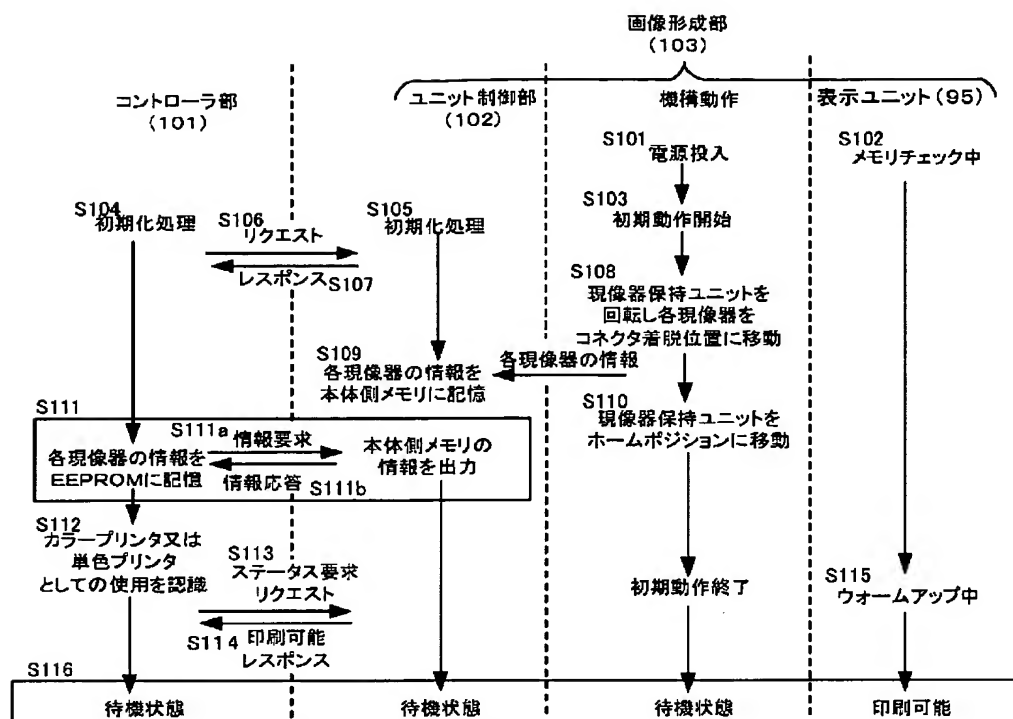 画像形成部
(103)
コントローラ部
(101)
ユニット制御部
(102)
機構動作
表示ユニット(95)
S101
電源投入
S102
メモリチェック中
S103
初期動作開始
S104
初期化処理
S106
リクエスト
レスポンス
S107
S105
初期化処理
S108
現像器保持ユニットを
回転し各現像器を
コネクタ着脱位置に移動
S109
各現像器の情報を
本体側メモリに記憶
各現像器の情報
S110
現像器保持ユニットを
ホームポジションに移動
S111
S111a
情報要求
各現像器の情報を
EEPROMに記憶
情報応答
S111b
本体側メモリの
情報を出力
S112
カラープリンタ又は
単色プリンタ
としての使用を認識
S113
ステータス要求
リクエスト
S114
印刷可能
レスポンス
初期動作終了
S115
ウォームアップ中
S116
待機状態
待機状態
待機状態
印刷可能